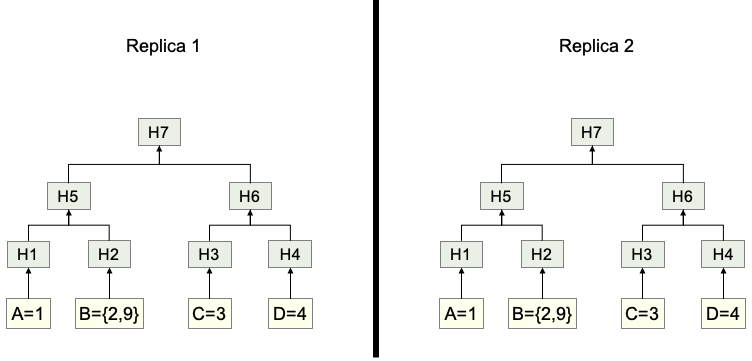 Replica 1
Replica 2
H7
H7
H5
H6
H5
H6
H1
H2
H3
H4
H1
H2
H3
H4
A=1
B={2,9}
C=3
D=4
A=1
B={2,9}
C=3
D=4